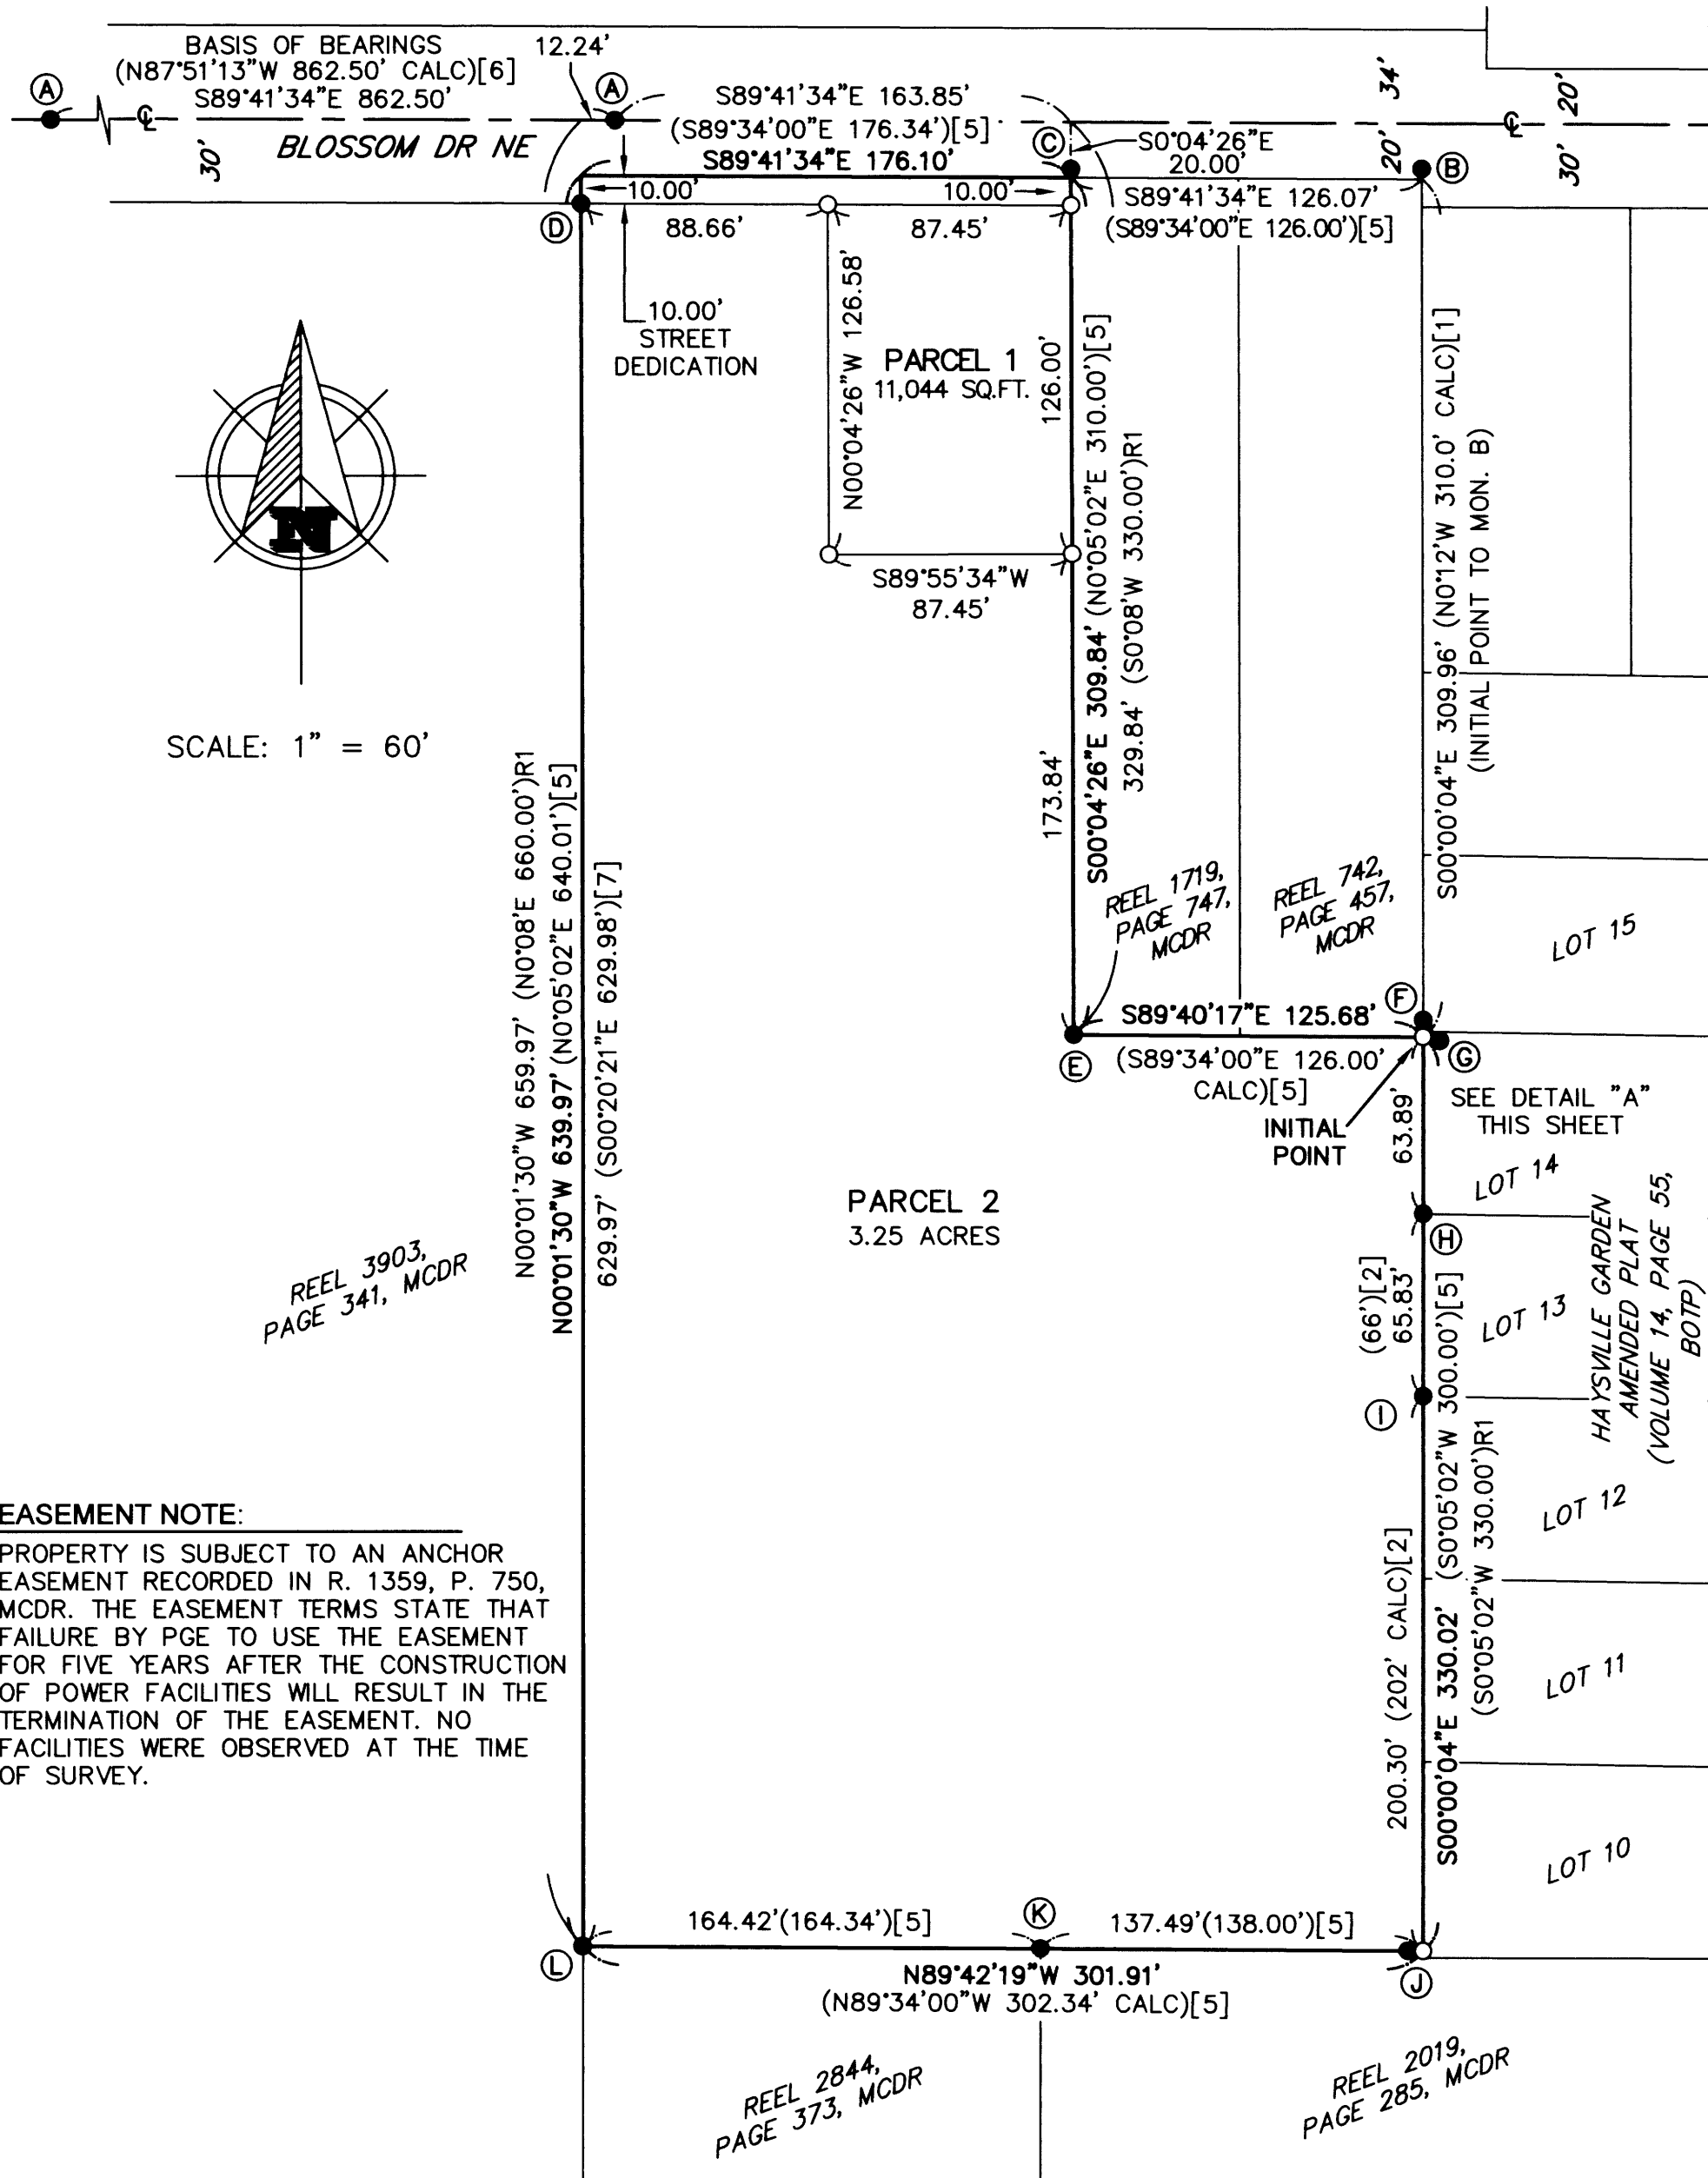 BASIS OF BEARINGS
(N87°51'13"W 862.50' CALC)[6]
S89°41'34"E 862.50'
12.24'
A
A
℄
BLOSSOM DR NE
30'
S89°41'34"E 163.85'
(S89°34'00"E 176.34')[5]
S89°41'34"E 176.10'
C
S0°04'26"E
20.00'
34'
20'
℄
20'
30'
B
10.00'
10.00'
S89°41'34"E 126.07'
(S89°34'00"E 126.00')[5]
D
88.66'
87.45'
10.00'
STREET
DEDICATION
N00°04'26"W 126.58'
PARCEL 1
11,044 SQ.FT.
126.00'
S89°55'34"W
87.45'
N
SCALE: 1" = 60'
173.84'
S00°04'26"E 309.84' (N0°05'02"E 310.00')[5]
329.84' (S0°08'W 330.00')R1
S00°00'04"E 309.96' (N0°12'W 310.0' CALC)[1]
(INITIAL POINT TO MON. B)
N00°01'30"W 659.97' (N0°08'E 660.00')R1
N00°01'30"W 639.97' (N0°05'02"E 640.01')[5]
629.97' (S00°20'21"E 629.98')[7]
REEL 1719,
PAGE 747,
MCDR
REEL 742,
PAGE 457,
MCDR
LOT 15
F
S89°40'17"E 125.68'
E
(S89°34'00"E 126.00'
CALC)[5]
G
INITIAL
POINT
SEE DETAIL "A"
THIS SHEET
63.89'
LOT 14
PARCEL 2
3.25 ACRES
H
REEL 3903,
PAGE 341, MCDR
(66')[2]
65.83'
LOT 13
HAYSVILLE GARDEN
AMENDED PLAT
(VOLUME 14, PAGE 55,
BOTP)
I
LOT 12
200.30' (202' CALC)[2]
S00°00'04"E 330.02' (S0°05'02"W 300.00')[5]
(S0°05'02"W 330.00')R1
LOT 11
LOT 10
EASEMENT NOTE:
PROPERTY IS SUBJECT TO AN ANCHOR
EASEMENT RECORDED IN R. 1359, P. 750,
MCDR. THE EASEMENT TERMS STATE THAT
FAILURE BY PGE TO USE THE EASEMENT
FOR FIVE YEARS AFTER THE CONSTRUCTION
OF POWER FACILITIES WILL RESULT IN THE
TERMINATION OF THE EASEMENT. NO
FACILITIES WERE OBSERVED AT THE TIME
OF SURVEY.
164.42'(164.34')[5]
K
137.49'(138.00')[5]
L
N89°42'19"W 301.91'
(N89°34'00"W 302.34' CALC)[5]
J
REEL 2844,
PAGE 373, MCDR
REEL 2019,
PAGE 285, MCDR